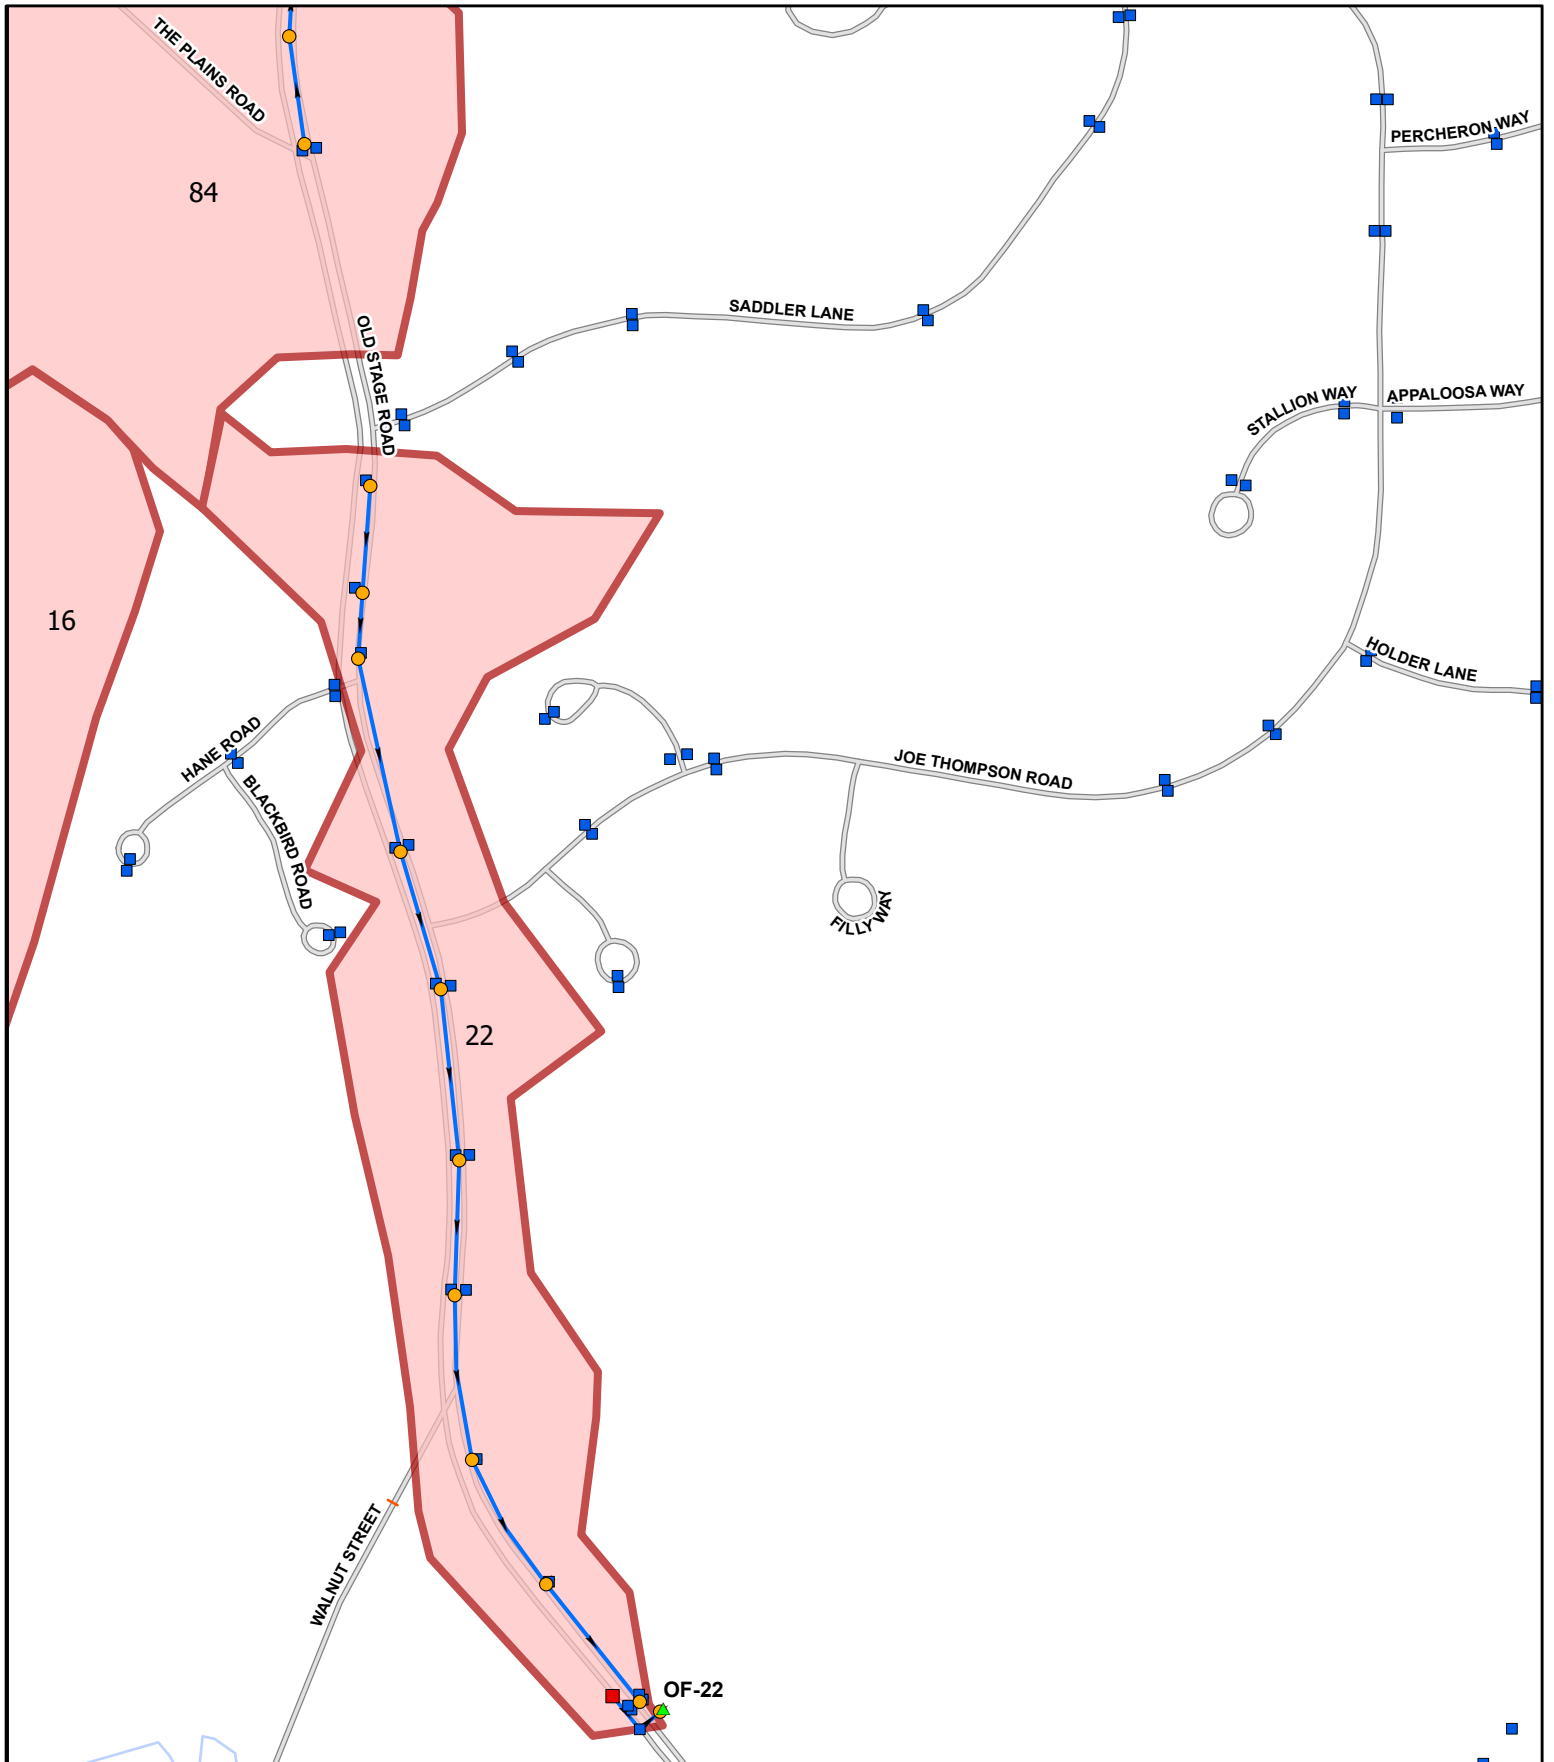 THE PLAINS ROAD
PERCHERON WAY
84
SADDLER LANE
OLD STAGE ROAD
STALLION WAY
APPALOOSA WAY
16
HOLDER LANE
HANE ROAD
JOE THOMPSON ROAD
BLACKBIRD ROAD
FILLY WAY
22
WALNUT STREET
OF-22